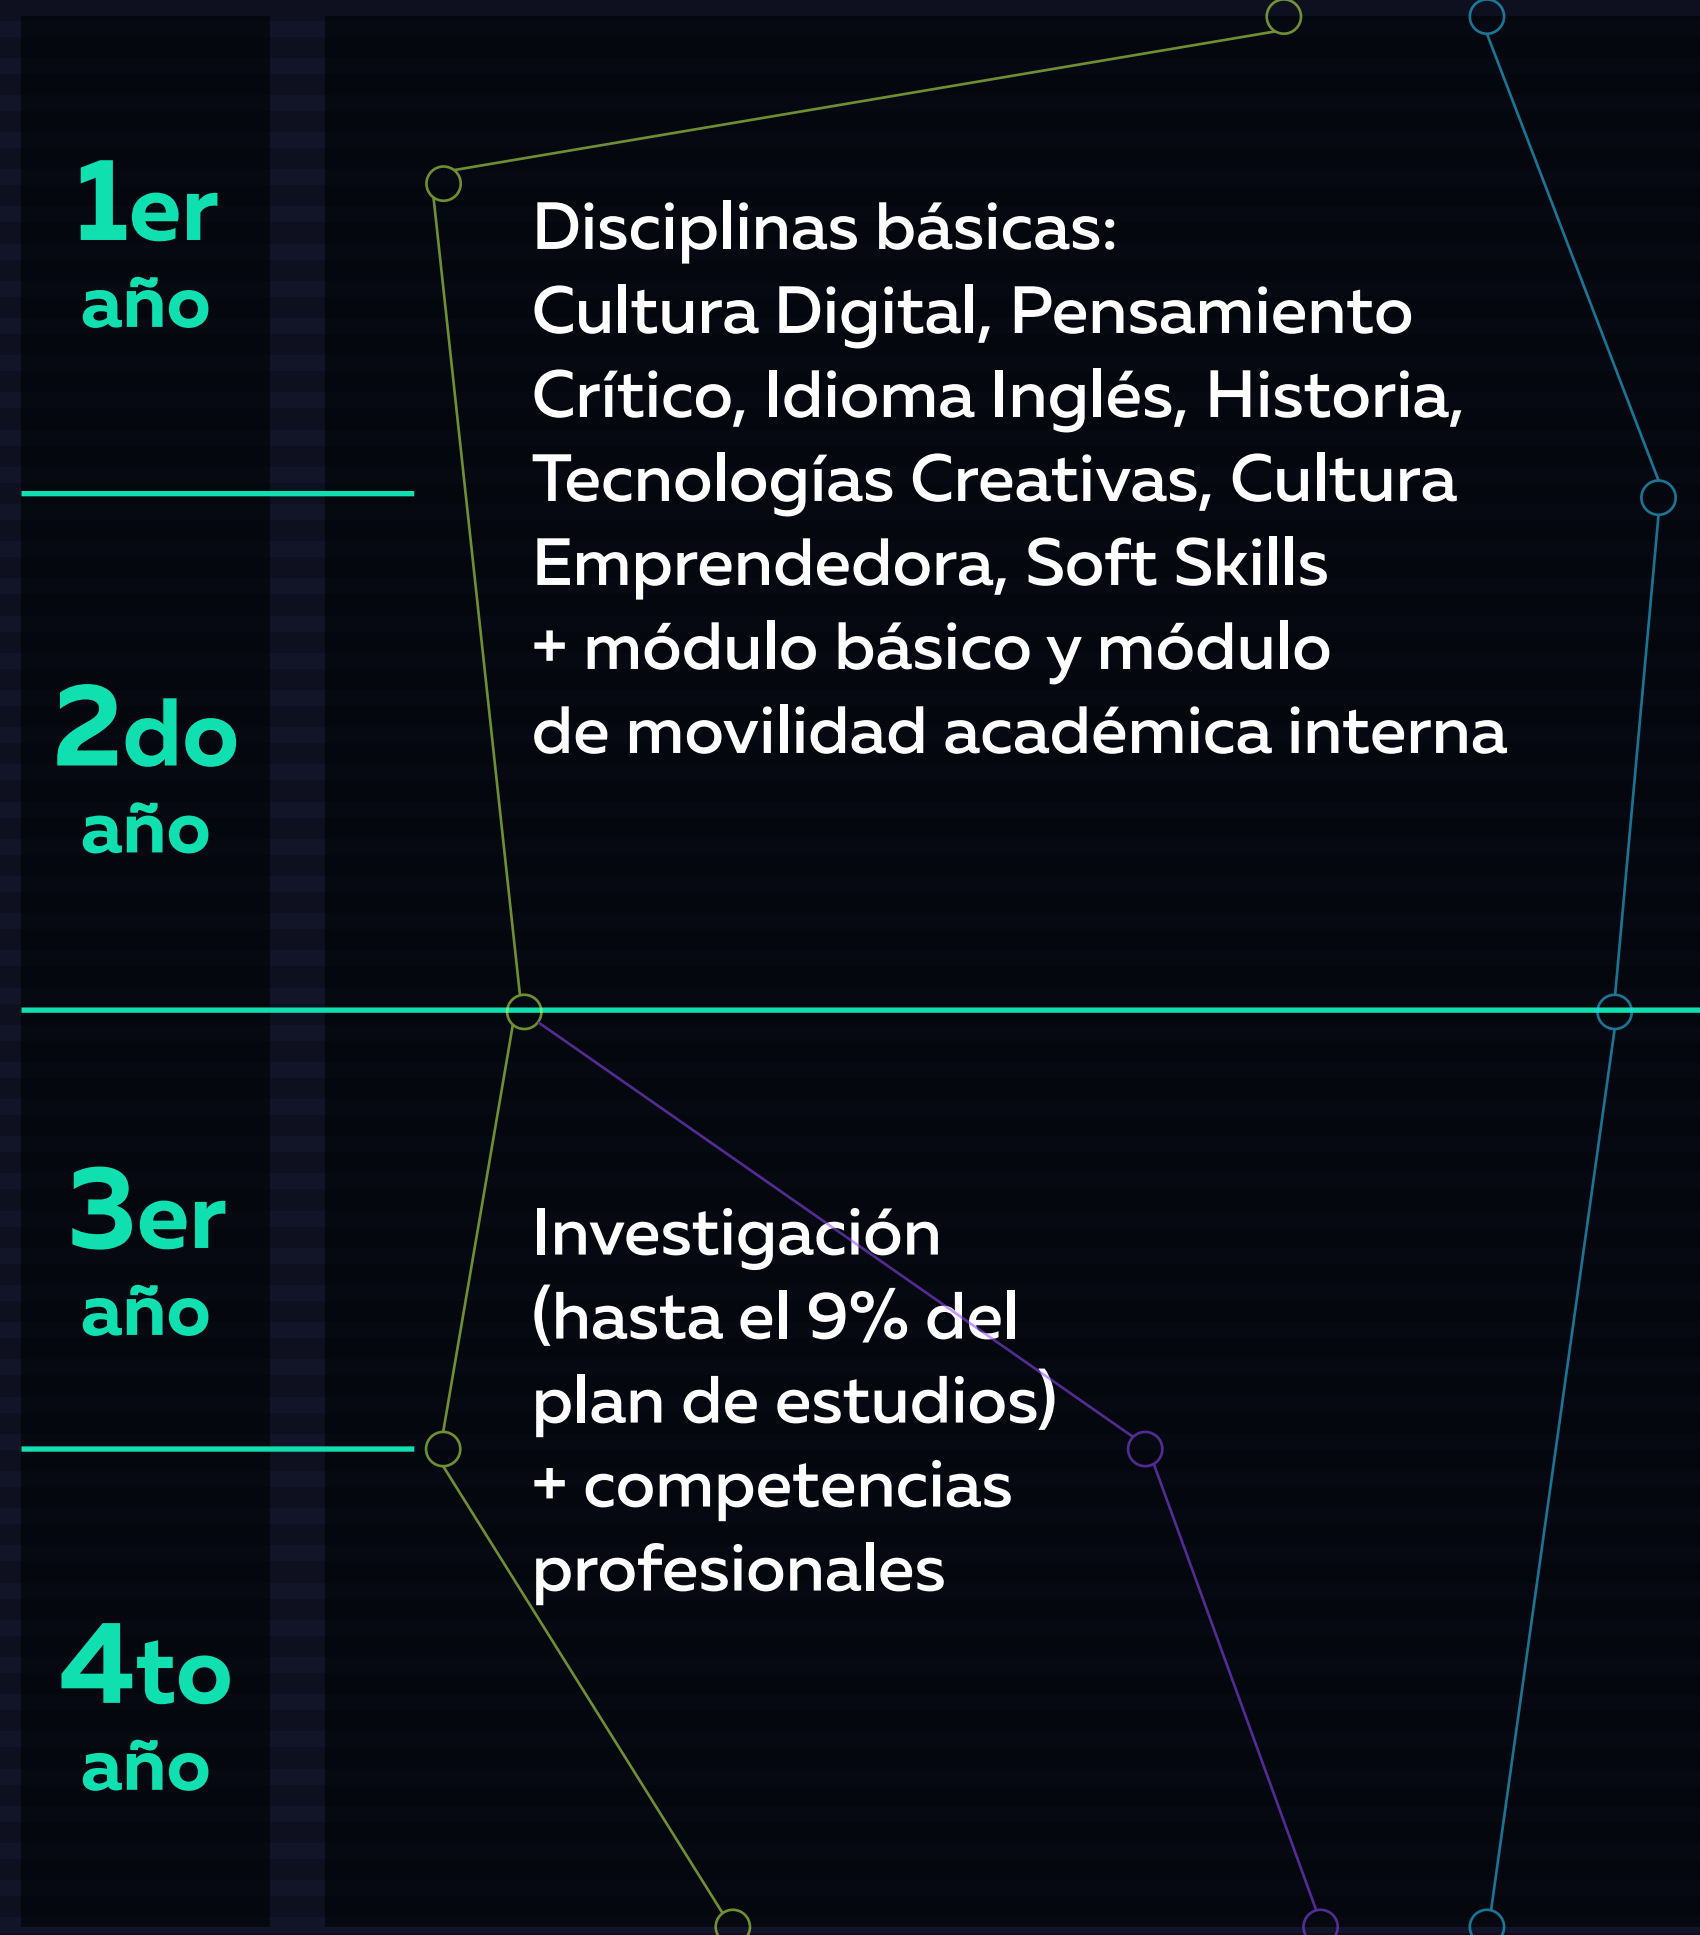 1er
año
Disciplinas básicas:
Cultura Digital, Pensamiento
Crítico, Idioma Inglés, Historia,
Tecnologías Creativas, Cultura
Emprendedora, Soft Skills
+ módulo básico y módulo
de movilidad académica interna
2do
año
3er
año
Investigación
(hasta el 9% del
plan de estudios)
+ competencias
profesionales
4to
año